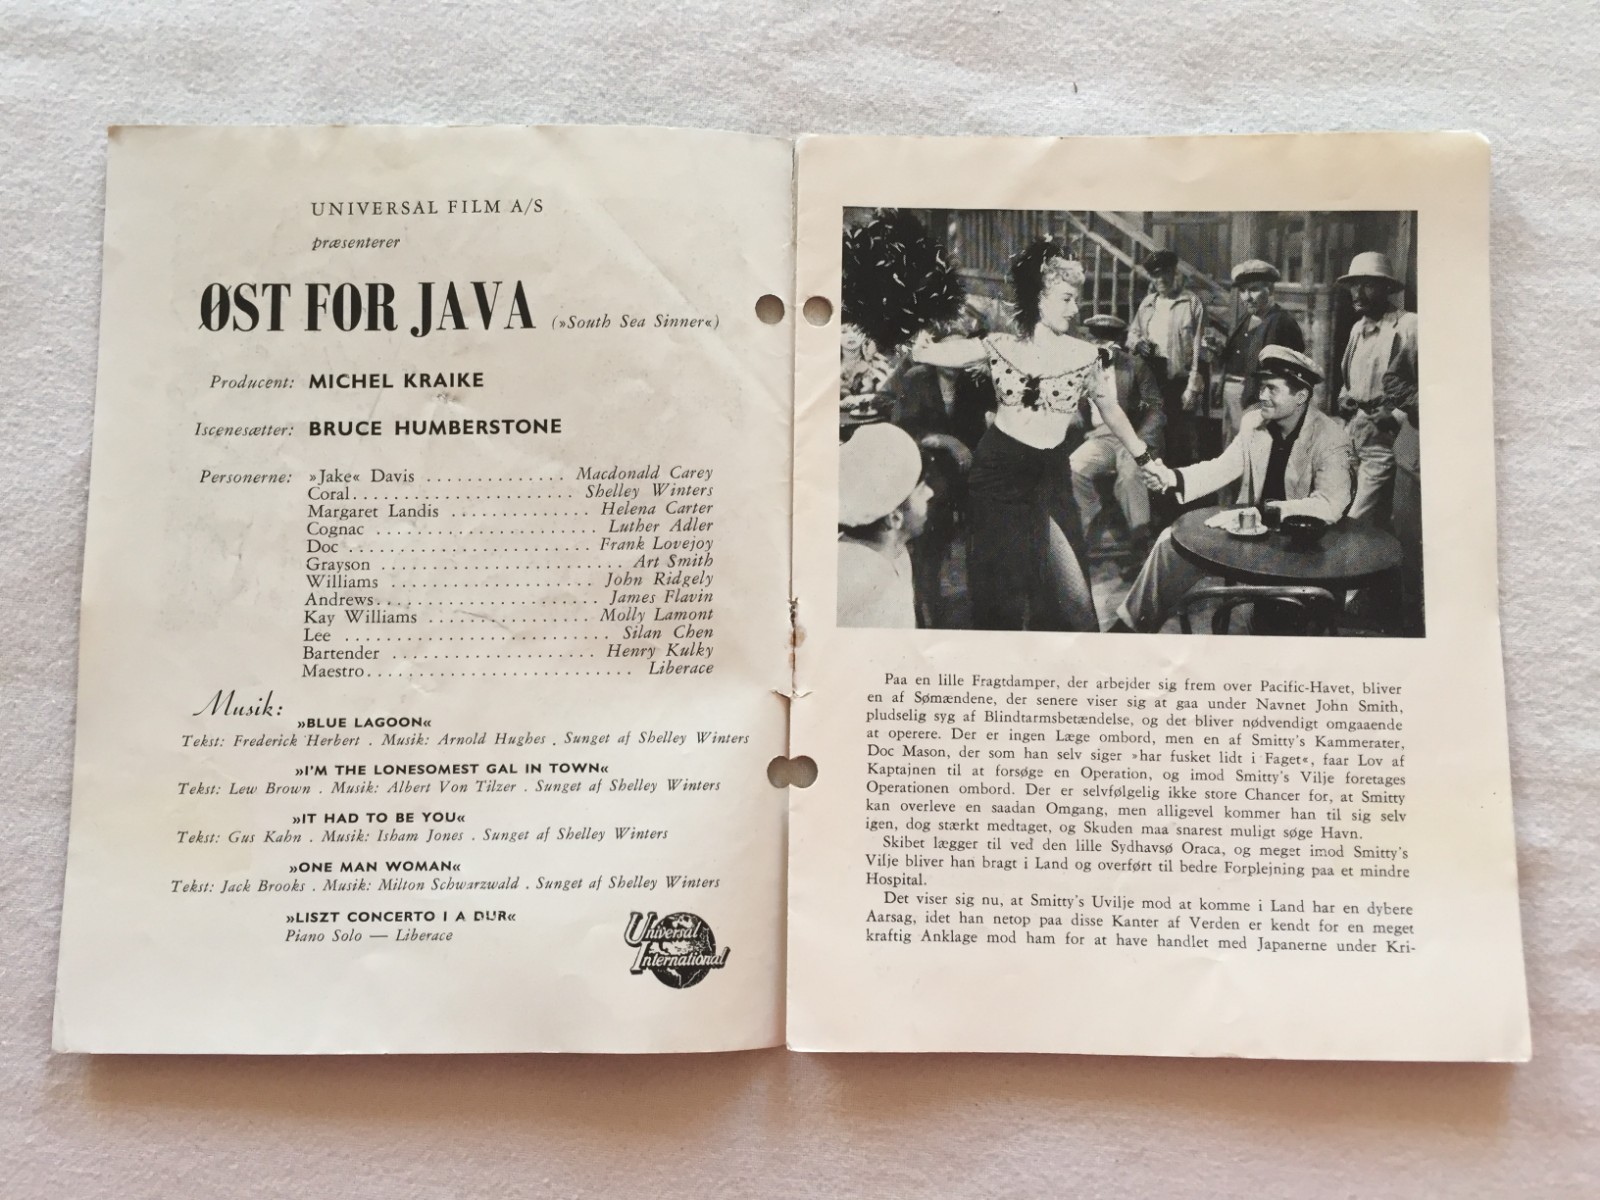 UNIVERSAL FILM A/S
præsenterer
ØST FOR JAVA (»South Sea Sinner«)
Producent: MICHEL KRAIKE
Iscenesætter: BRUCE HUMBERSTONE
Personerne: »Jake« Davis .............. Macdonald Carey
Coral...................... Shelley Winters
Margaret Landis .............. Helena Carter
Cognac ...................... Luther Adler
Doc ........................ Frank Lovejoy
Grayson ........................ Art Smith
Williams ..................... John Ridgely
Andrews...................... James Flavin
Kay Williams ................ Molly Lamont
Lee .......................... Silan Chen
Bartender .................... Henry Kulky
Maestro.......................... Liberace
Musik:
»BLUE LAGOON«
Tekst: Frederick Herbert . Musik: Arnold Hughes . Sunget af Shelley Winters
»I'M THE LONESOMEST GAL IN TOWN«
Tekst: Lew Brown . Musik: Albert Von Tilzer . Sunget af Shelley Winters
»IT HAD TO BE YOU«
Tekst: Gus Kahn . Musik: Isham Jones . Sunget af Shelley Winters
»ONE MAN WOMAN«
Tekst: Jack Brooks . Musik: Milton Schwarzwald . Sunget af Shelley Winters
»LISZT CONCERTO I A DUR«
Piano Solo — Liberace
Universal
International
Paa en lille Fragtdamper, der arbejder sig frem over Pacific-Havet, bliver
en af Sømændene, der senere viser sig at gaa under Navnet John Smith,
pludselig syg af Blindtarmsbetændelse, og det bliver nødvendigt omgaaende
at operere. Der er ingen Læge ombord, men en af Smitty's Kammerater,
Doc Mason, der som han selv siger »har fusket lidt i Faget«, faar Lov af
Kaptajnen til at forsøge en Operation, og imod Smitty's Vilje foretages
Operationen ombord. Der er selvfølgelig ikke store Chancer for, at Smitty
kan overleve en saadan Omgang, men alligevel kommer han til sig selv
igen, dog stærkt medtaget, og Skuden maa snarest muligt søge Havn.
Skibet lægger til ved den lille Sydhavsø Oraca, og meget imod Smitty's
Vilje bliver han bragt i Land og overført til bedre Forplejning paa et mindre
Hospital.
Det viser sig nu, at Smitty's Uvilje mod at komme i Land har en dybere
Aarsag, idet han netop paa disse Kanter af Verden er kendt for en meget
kraftig Anklage mod ham for at have handlet med Japanerne under Kri-